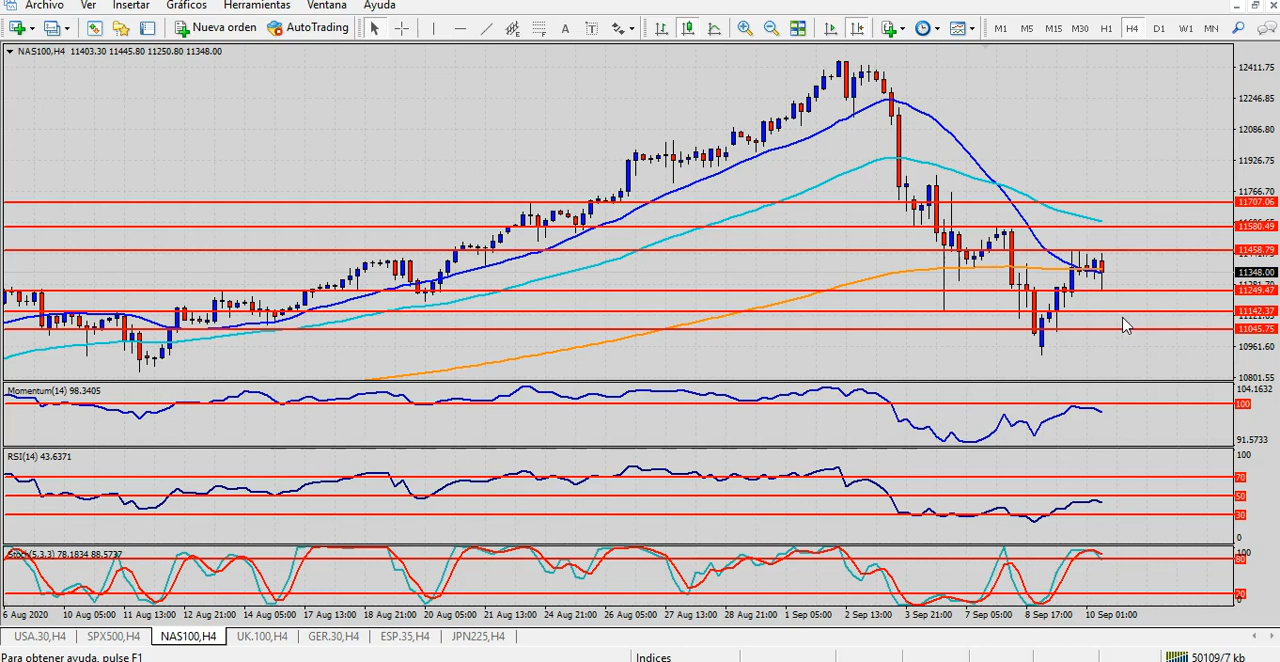 Archivo Ver Insertar Gráficos Herramientas Ventana Ayuda
Nueva orden AutoTrading A T M1 M5 M15 M30 H1 H4 D1 W1 MN
NAS100,H4 11403.30 11445.80 11250.80 11348.00
12411.75
12246.85
12086.80
11926.75
11766.70
11707.06
11580.49
11458.79
11348.00
11249.47
11142.37
11045.75
10961.60
10801.55
Momentum(14) 98.3405
104.1632
100
91.5733
RSI(14) 43.6371
100
70
50
30
0
Stoch(5,3,3) 78.1834 88.5737
100
80
20
0
6 Aug 2020 10 Aug 05:00 11 Aug 13:00 12 Aug 21:00 14 Aug 05:00 17 Aug 13:00 18 Aug 21:00 20 Aug 05:00 21 Aug 13:00 24 Aug 21:00 26 Aug 05:00 27 Aug 13:00 28 Aug 21:00 1 Sep 05:00 2 Sep 13:00 3 Sep 21:00 7 Sep 05:00 8 Sep 17:00 10 Sep 01:00
USA.30,H4 SPX500,H4 NAS100,H4 UK.100,H4 GER.30,H4 ESP.35,H4 JPN225,H4
Para obtener ayuda, pulse F1 Indices 50109/7 kb